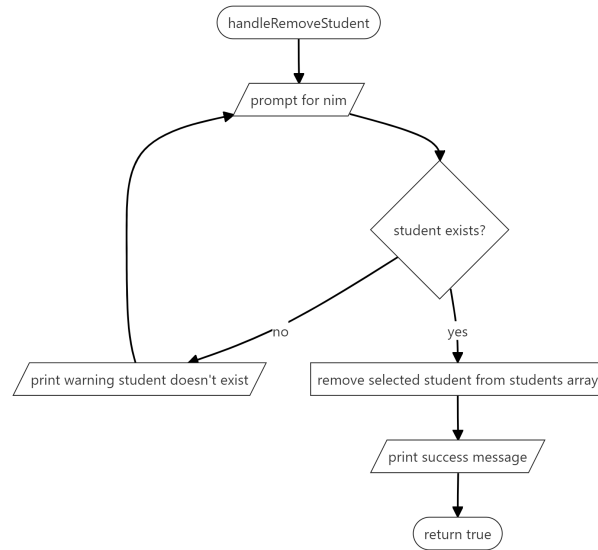 handleRemoveStudent
prompt for nim
student exists?
no
yes
print warning student doesn't exist
remove selected student from students array
print success message
return true